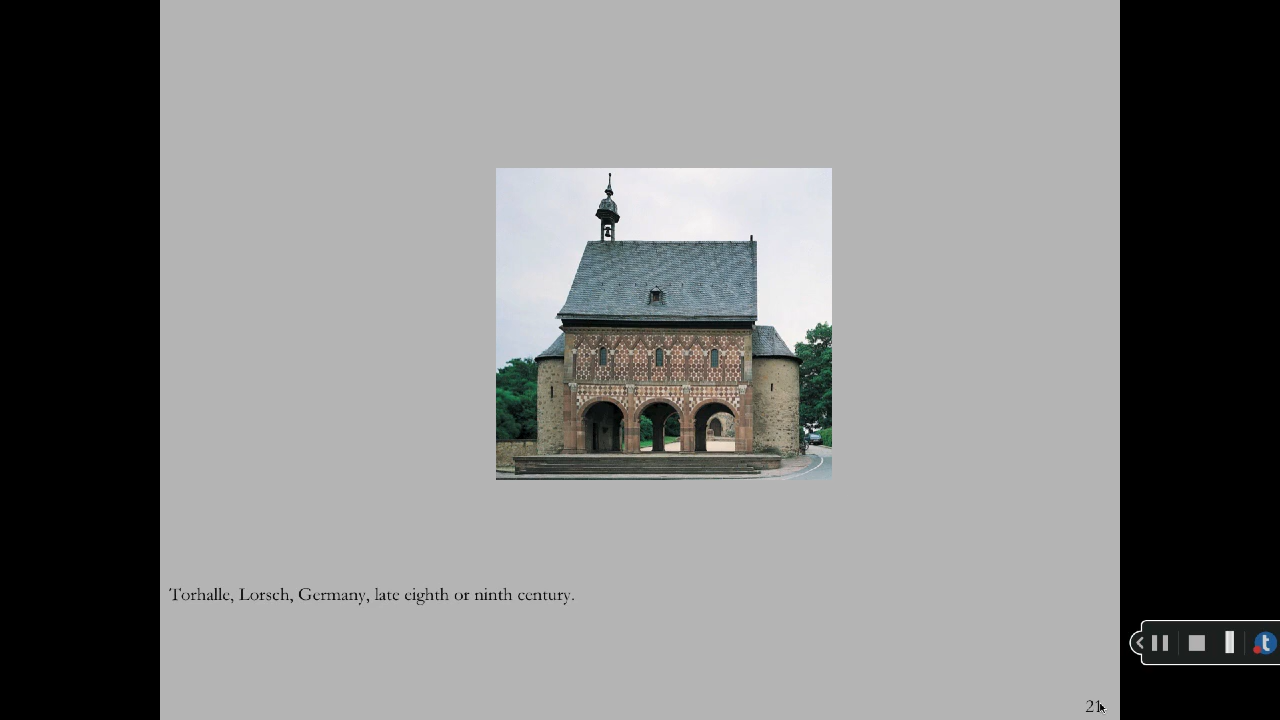 Torhalle, Lorsch, Germany, late eighth or ninth century.
21
t